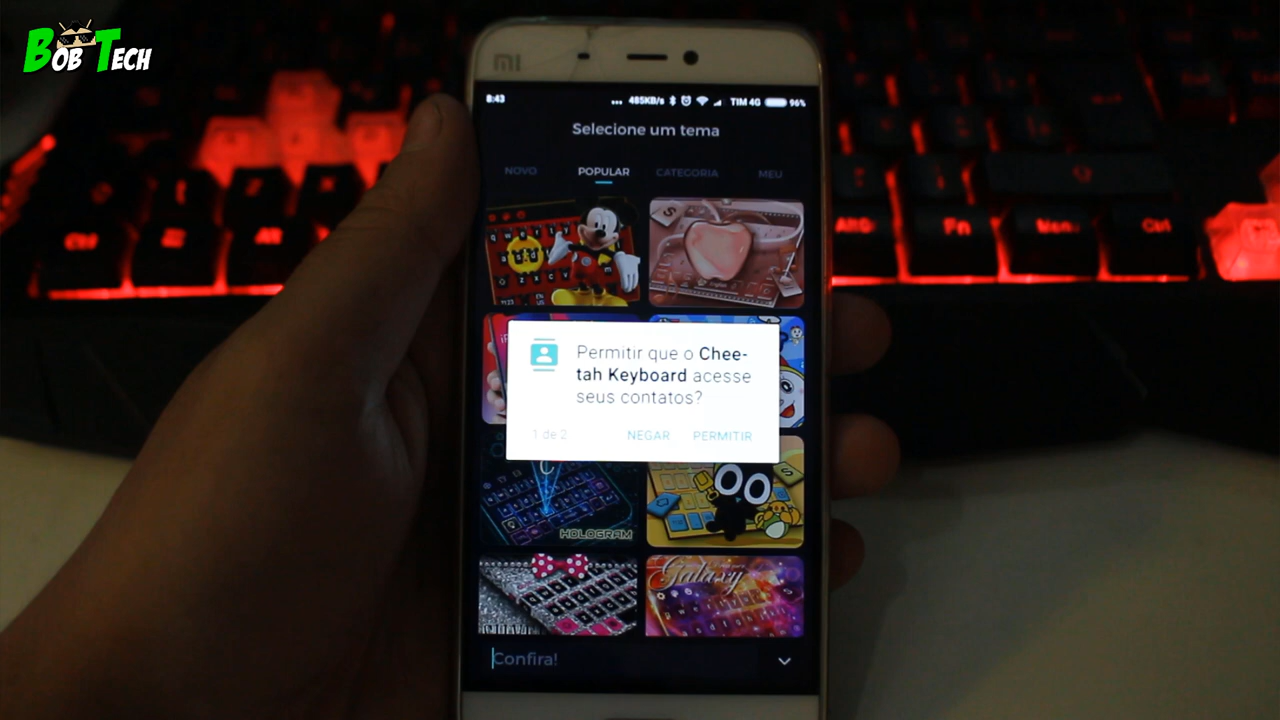 Bob Tech
mi
8:43 ... 485KB/s TIM 4G 96%
Selecione um tema
NOVO POPULAR CATEGORIA MEU
Permitir que o Chee-
tah Keyboard acesse
seus contatos?
1 de 2 NEGAR PERMITIR
HOLOGRAM
Galaxy
Confira!
Fn
Ctrl